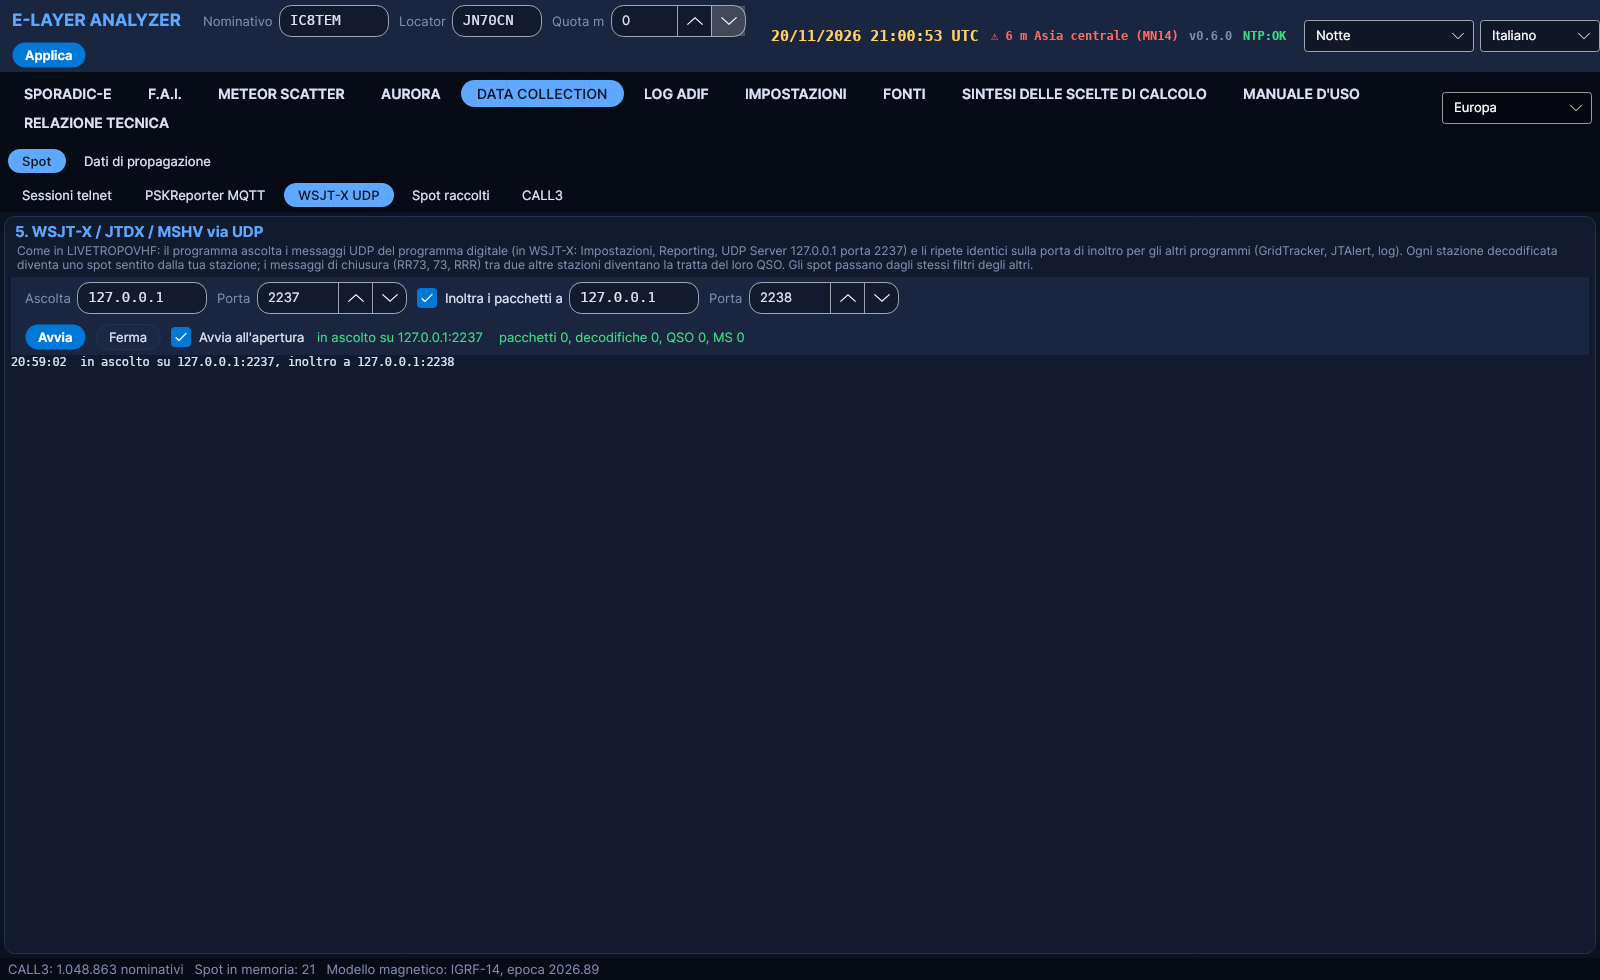 E-LAYER ANALYZER Nominativo IC8TEM Locator JN70CN Quota m 0
20/11/2026 21:00:53 UTC ⚠ 6 m Asia centrale (MN14) v0.6.0 NTP:OK Notte Italiano
Applica
SPORADIC-E F.A.I. METEOR SCATTER AURORA DATA COLLECTION LOG ADIF IMPOSTAZIONI FONTI SINTESI DELLE SCELTE DI CALCOLO MANUALE D'USO
RELAZIONE TECNICA
Europa
Spot Dati di propagazione
Sessioni telnet PSKReporter MQTT WSJT-X UDP Spot raccolti CALL3
5. WSJT-X / JTDX / MSHV via UDP
Come in LIVETROPOVHF: il programma ascolta i messaggi UDP del programma digitale (in WSJT-X: Impostazioni, Reporting, UDP Server 127.0.0.1 porta 2237) e li ripete identici sulla porta di inoltro per gli altri programmi (GridTracker, JTAlert, log). Ogni stazione decodificata
diventa uno spot sentito dalla tua stazione; i messaggi di chiusura (RR73, 73, RRR) tra due altre stazioni diventano la tratta del loro QSO. Gli spot passano dagli stessi filtri degli altri.
Ascolta 127.0.0.1 Porta 2237 Inoltra i pacchetti a 127.0.0.1 Porta 2238
Avvia Ferma Avvia all'apertura in ascolto su 127.0.0.1:2237 pacchetti 0, decodifiche 0, QSO 0, MS 0
20:59:02 in ascolto su 127.0.0.1:2237, inoltro a 127.0.0.1:2238
CALL3: 1.048.863 nominativi Spot in memoria: 21 Modello magnetico: IGRF-14, epoca 2026.89